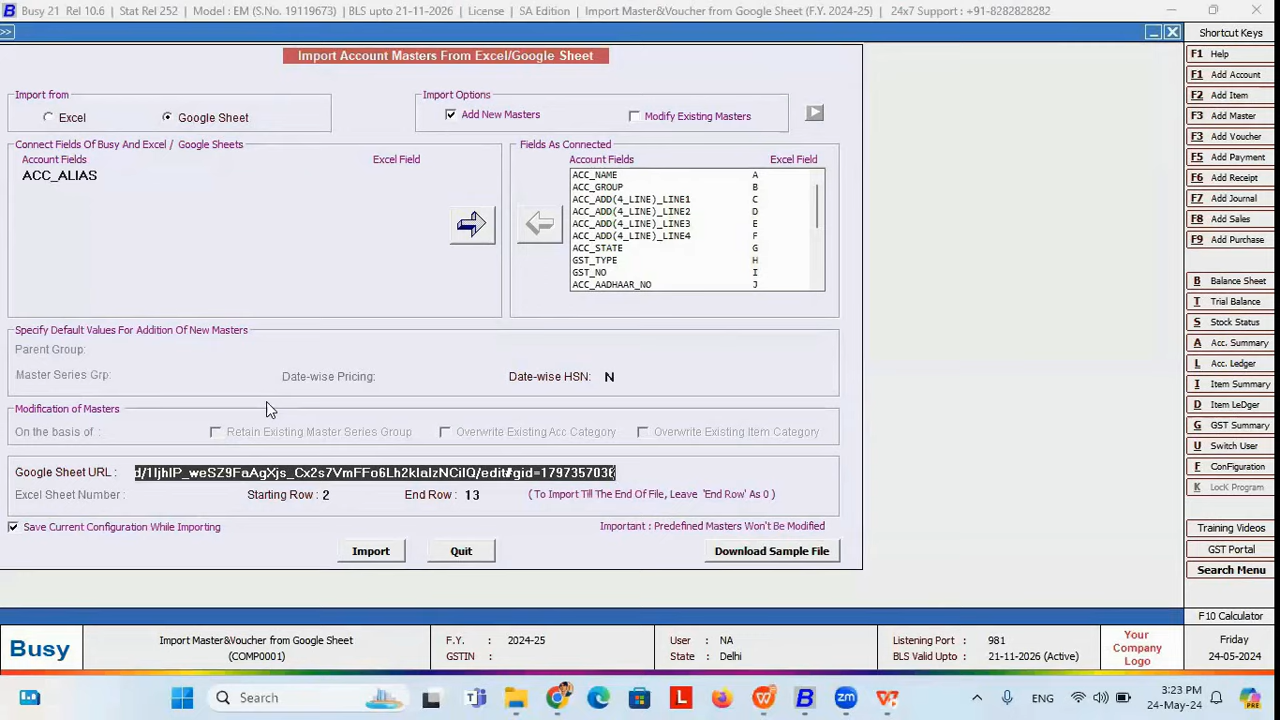 Busy 21 Rel 10.6 | Stat Rel 252 | Model : EM (S.No. 19119673) | BLS upto 21-11-2026 | License | SA Edition | Import Master&Voucher from Google Sheet (F.Y. 2024-25) | 24x7 Support : +91-8282828282
>>
Shortcut Keys
Import Account Masters From Excel/Google Sheet
Import from
Excel
Google Sheet
Import Options
Add New Masters
Modify Existing Masters
Connect Fields Of Busy And Excel / Google Sheets
Account Fields
Excel Field
ACC_ALIAS
Fields As Connected
Account Fields
Excel Field
ACC_NAME A
ACC_GROUP B
ACC_ADD(4_LINE)_LINE1 C
ACC_ADD(4_LINE)_LINE2 D
ACC_ADD(4_LINE)_LINE3 E
ACC_ADD(4_LINE)_LINE4 F
ACC_STATE G
GST_TYPE H
GST_NO I
ACC_AADHAAR_NO J
Specify Default Values For Addition Of New Masters
Parent Group:
Master Series Grp:
Date-wise Pricing:
Date-wise HSN: N
Modification of Masters
On the basis of :
Retain Existing Master Series Group
Overwrite Existing Acc Category
Overwrite Existing Item Category
Google Sheet URL :
Excel Sheet Number :
Starting Row : 2
End Row : 13
( To Import Till The End Of File, Leave 'End Row' As 0 )
Save Current Configuration While Importing
Important : Predefined Masters Won't Be Modified
Import
Quit
Download Sample File
F1 Help
F1 Add Account
F2 Add Item
F3 Add Master
F3 Add Voucher
F5 Add Payment
F6 Add Receipt
F7 Add Journal
F8 Add Sales
F9 Add Purchase
B Balance Sheet
T Trial Balance
S Stock Status
A Acc. Summary
L Acc. Ledger
I Item Summary
D Item LeDger
G GST Summary
U Switch User
F ConFiguration
K LocK Program
Training Videos
GST Portal
Search Menu
F10 Calculator
Busy
Import Master&Voucher from Google Sheet
(COMP0001)
F.Y. : 2024-25
GSTIN :
User : NA
State : Delhi
Listening Port : 981
BLS Valid Upto : 21-11-2026 (Active)
Your
Company
Logo
Friday
24-05-2024
Search
ENG
3:23 PM
24-May-24
PRE